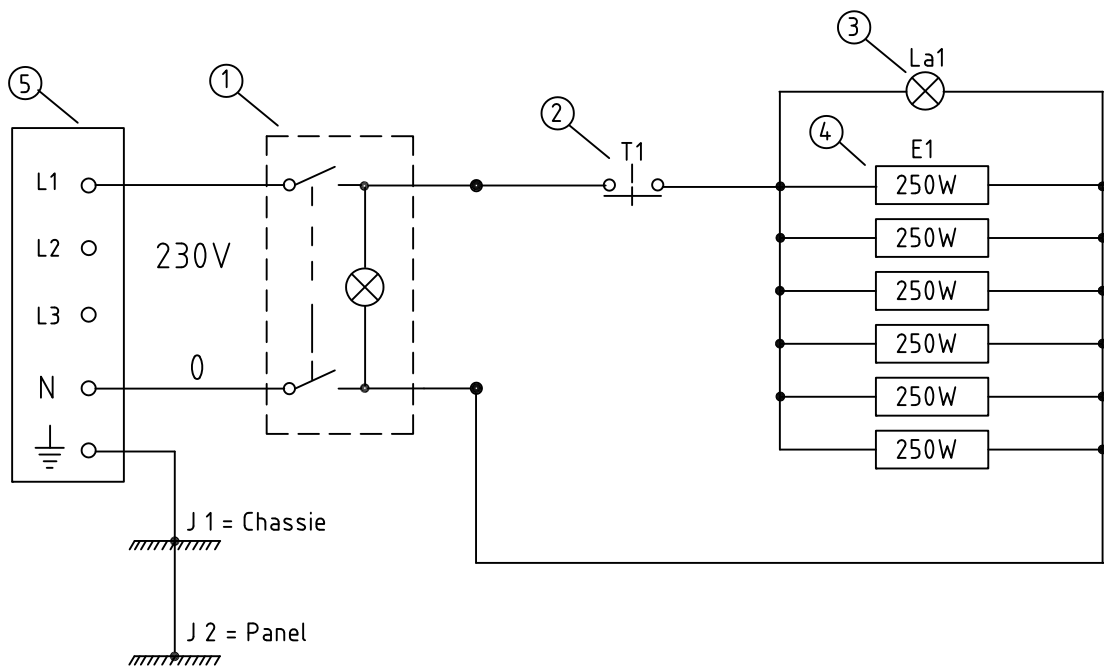 3
La1
5
1
2
4
T1
E1
L1
250W
L2
230V
250W
250W
L3
250W
0
N
250W
250W
J 1 = Chassie
J 2 = Panel